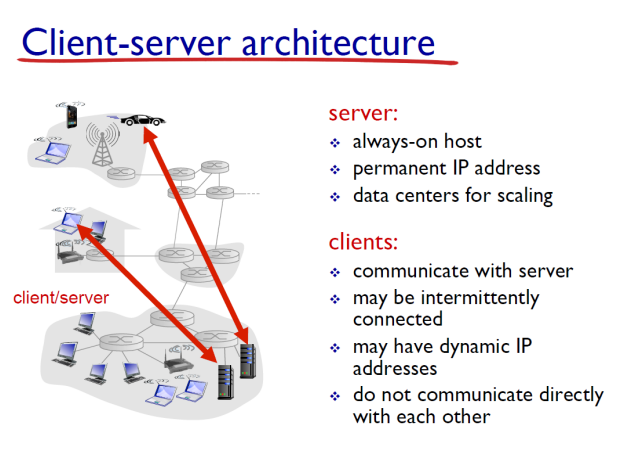 Client-server architecture
server:
always-on host
permanent IP address
data centers for scaling
clients:
communicate with server
may be intermittently
connected
may have dynamic IP
addresses
do not communicate directly
with each other
client/server